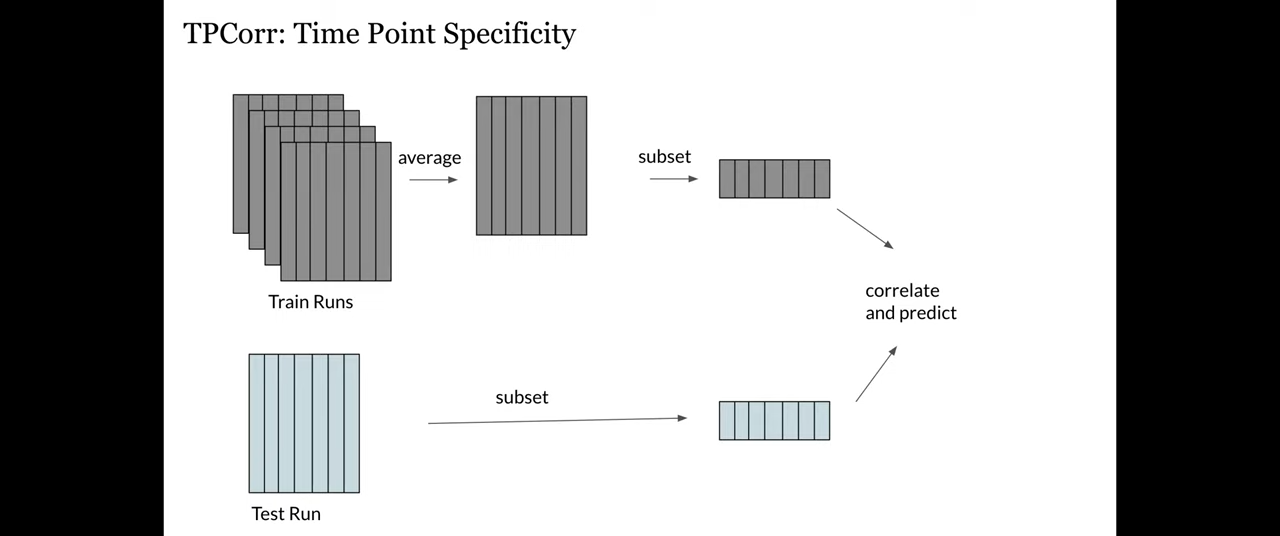 TPCorr: Time Point Specificity
average
subset
Train Runs
correlate
and predict
subset
Test Run